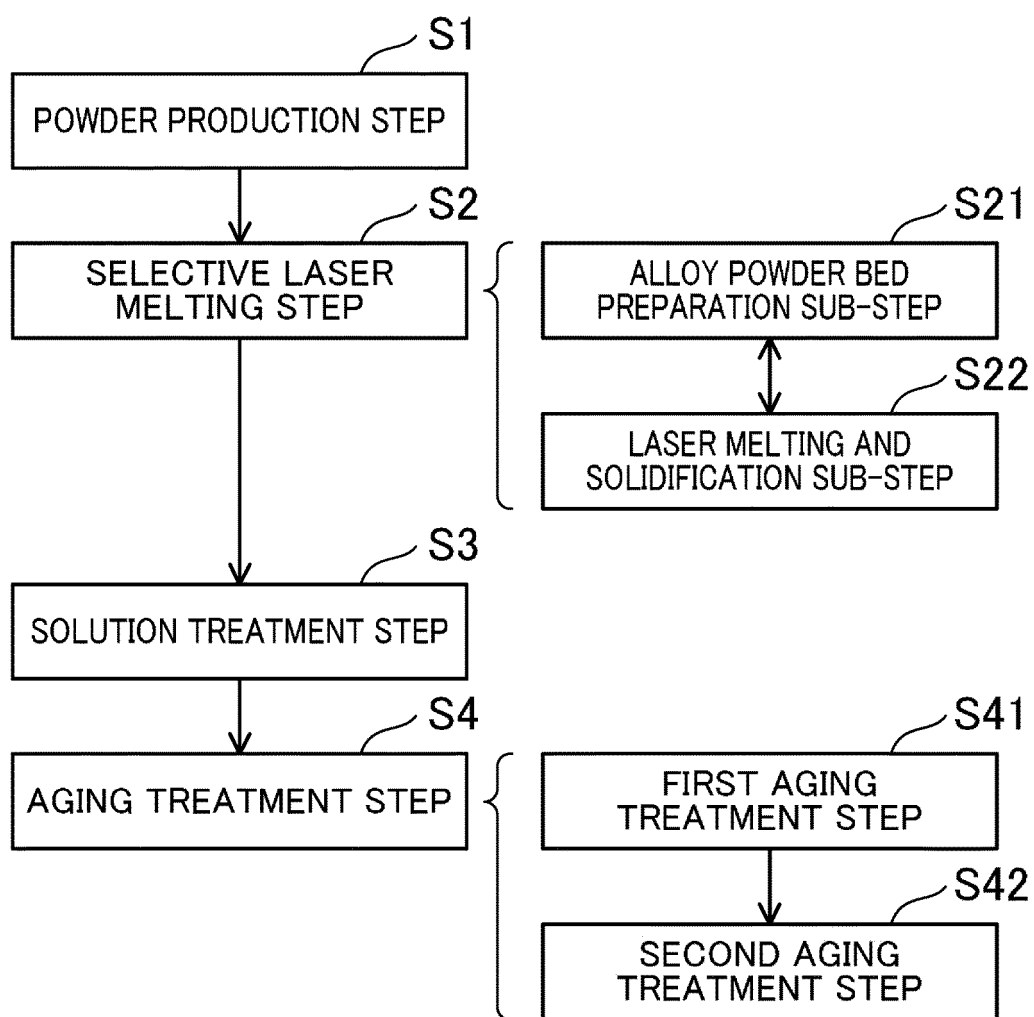 S1
POWDER PRODUCTION STEP
S2
SELECTIVE LASER
MELTING STEP
S21
ALLOY POWDER BED
PREPARATION SUB-STEP
S22
LASER MELTING AND
SOLIDIFICATION SUB-STEP
S3
SOLUTION TREATMENT STEP
S4
AGING TREATMENT STEP
S41
FIRST AGING
TREATMENT STEP
S42
SECOND AGING
TREATMENT STEP